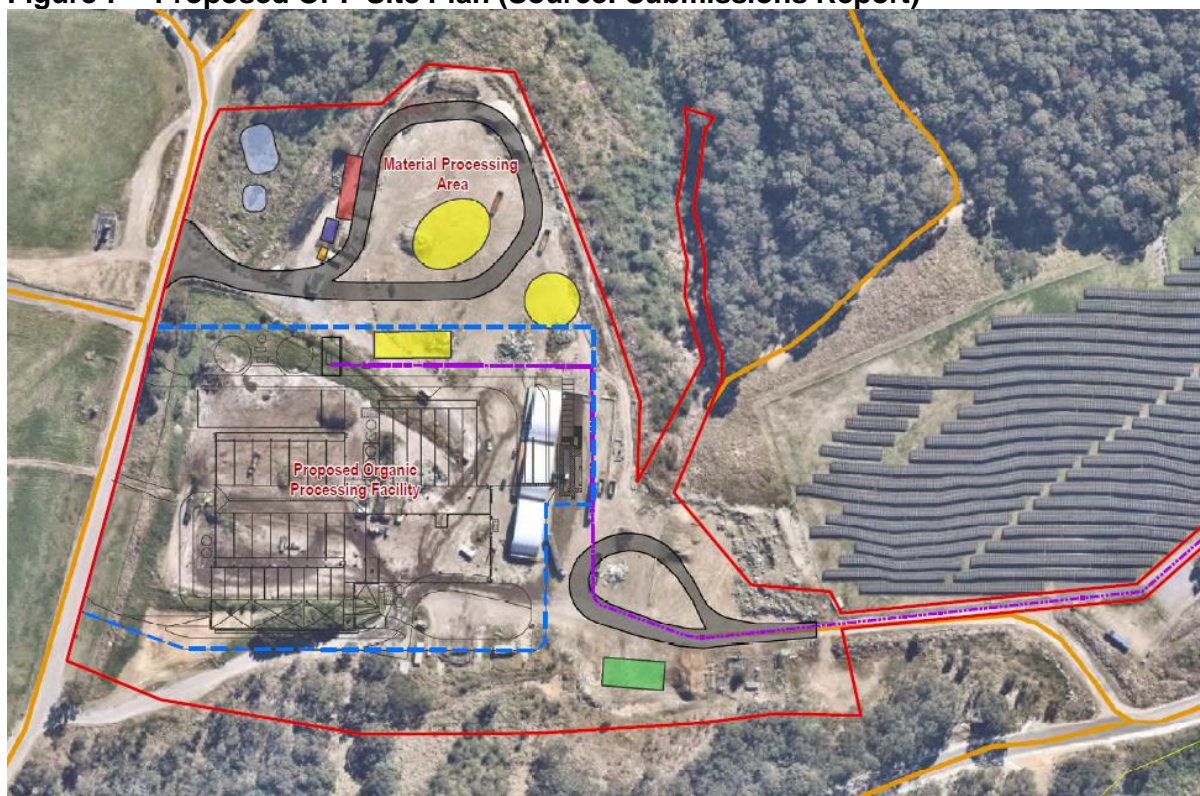 Figure 7 – Proposed OPF Site Plan (Source: Submissions Report)
Material Processing
Area
Proposed Organic
Processing Facility